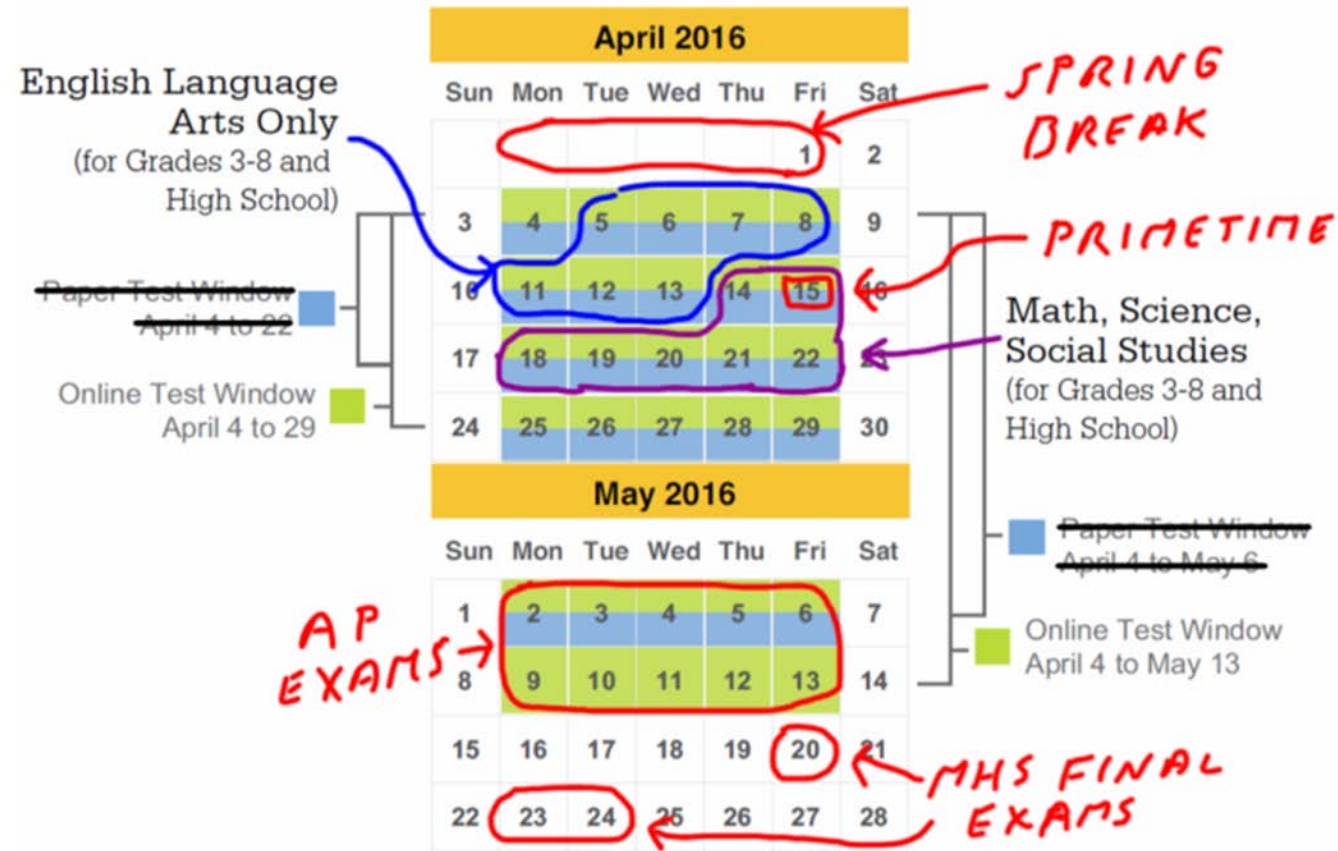 April 2016
English Language
Arts Only
(for Grades 3-8 and
High School)
SPRING
BREAK
Sun Mon Tue Wed Thu Fri Sat
1 2
3 4 5 6 7 8 9
PRIMETIME
10 11 12 13 14 15 16
Paper Test Window
April 4 to 22
Math, Science,
Social Studies
(for Grades 3-8 and
High School)
17 18 19 20 21 22 23
Online Test Window
April 4 to 29
24 25 26 27 28 29 30
May 2016
Sun Mon Tue Wed Thu Fri Sat
Paper Test Window
April 4 to May 6
1 2 3 4 5 6 7
AP
EXAMS
Online Test Window
April 4 to May 13
8 9 10 11 12 13 14
15 16 17 18 19 20 21
MHS FINAL
EXAMS
22 23 24 25 26 27 28